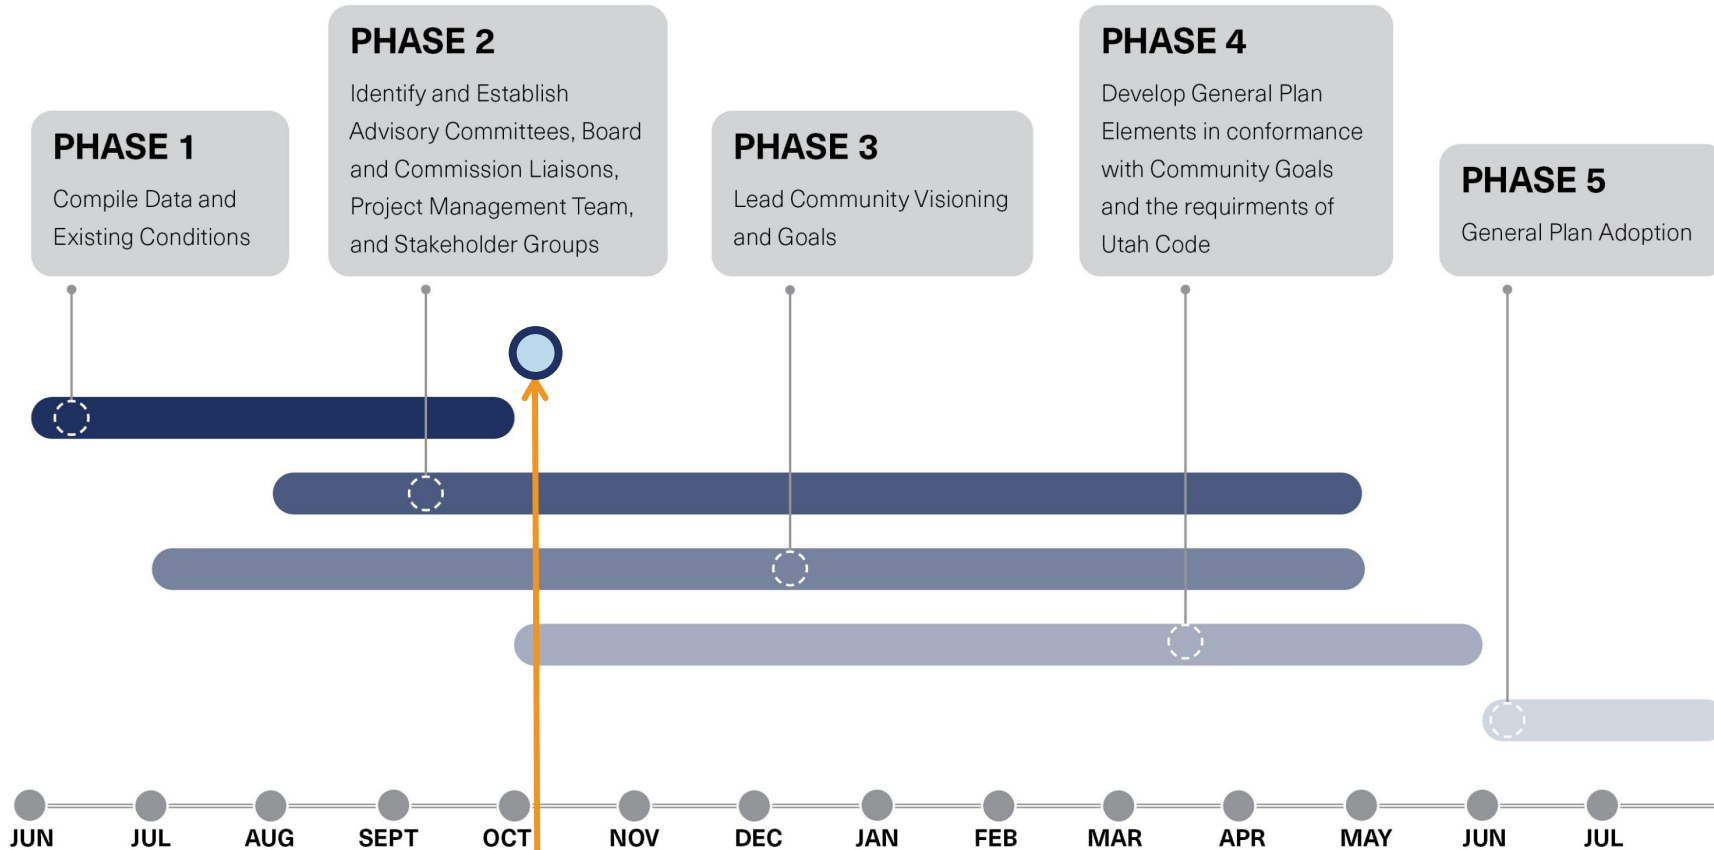 PHASE 1
Compile Data and
Existing Conditions
PHASE 2
Identify and Establish
Advisory Committees, Board
and Commission Liaisons,
Project Management Team,
and Stakeholder Groups
PHASE 3
Lead Community Visioning
and Goals
PHASE 4
Develop General Plan
Elements in conformance
with Community Goals
and the requirments of
Utah Code
PHASE 5
General Plan Adoption
JUN JUL AUG SEPT OCT NOV DEC JAN FEB MAR APR MAY JUN JUL